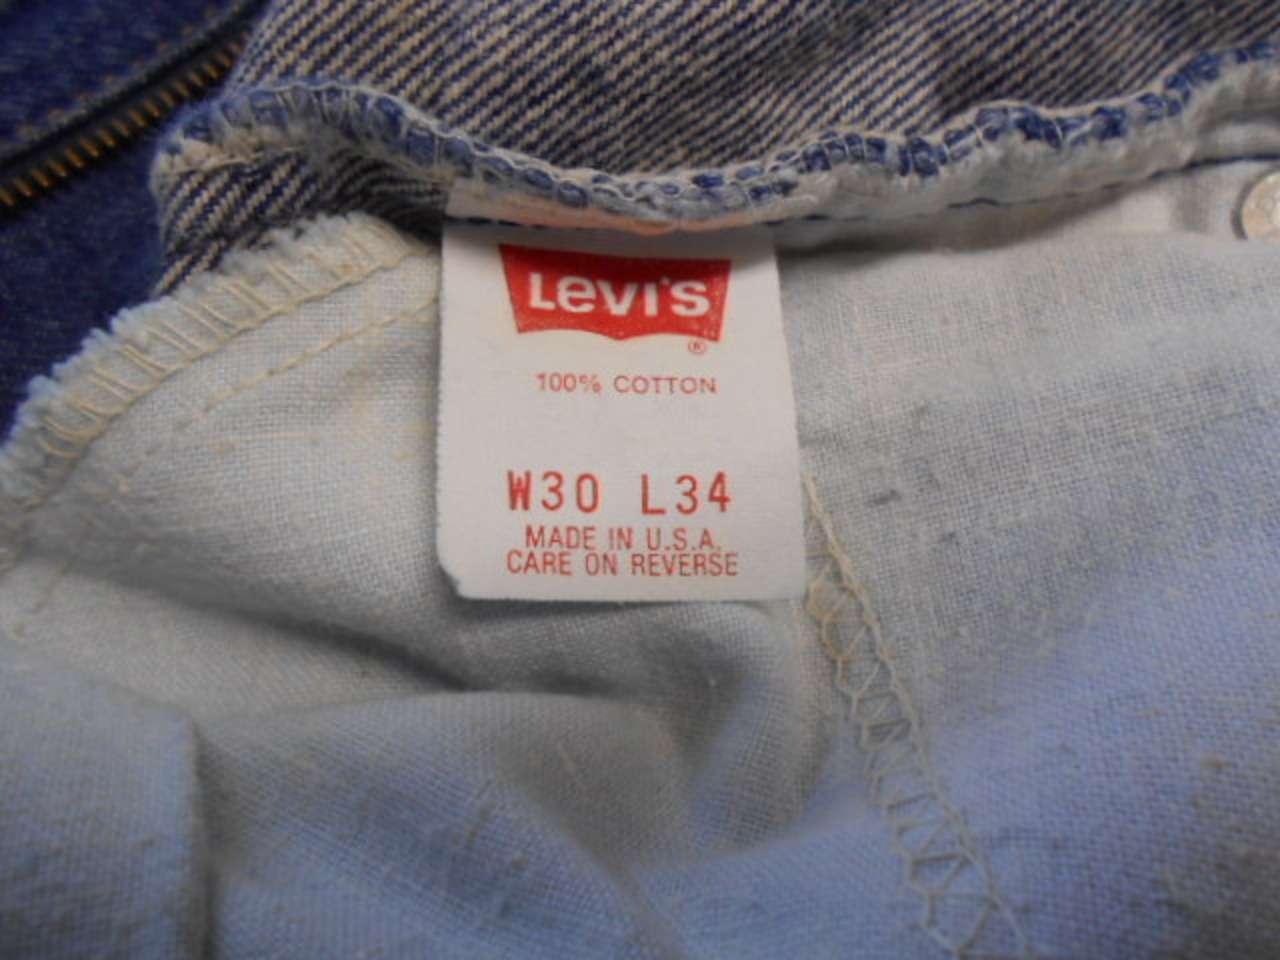 Levi's
®
100% COTTON
W30 L34
MADE IN U.S.A.
CARE ON REVERSE